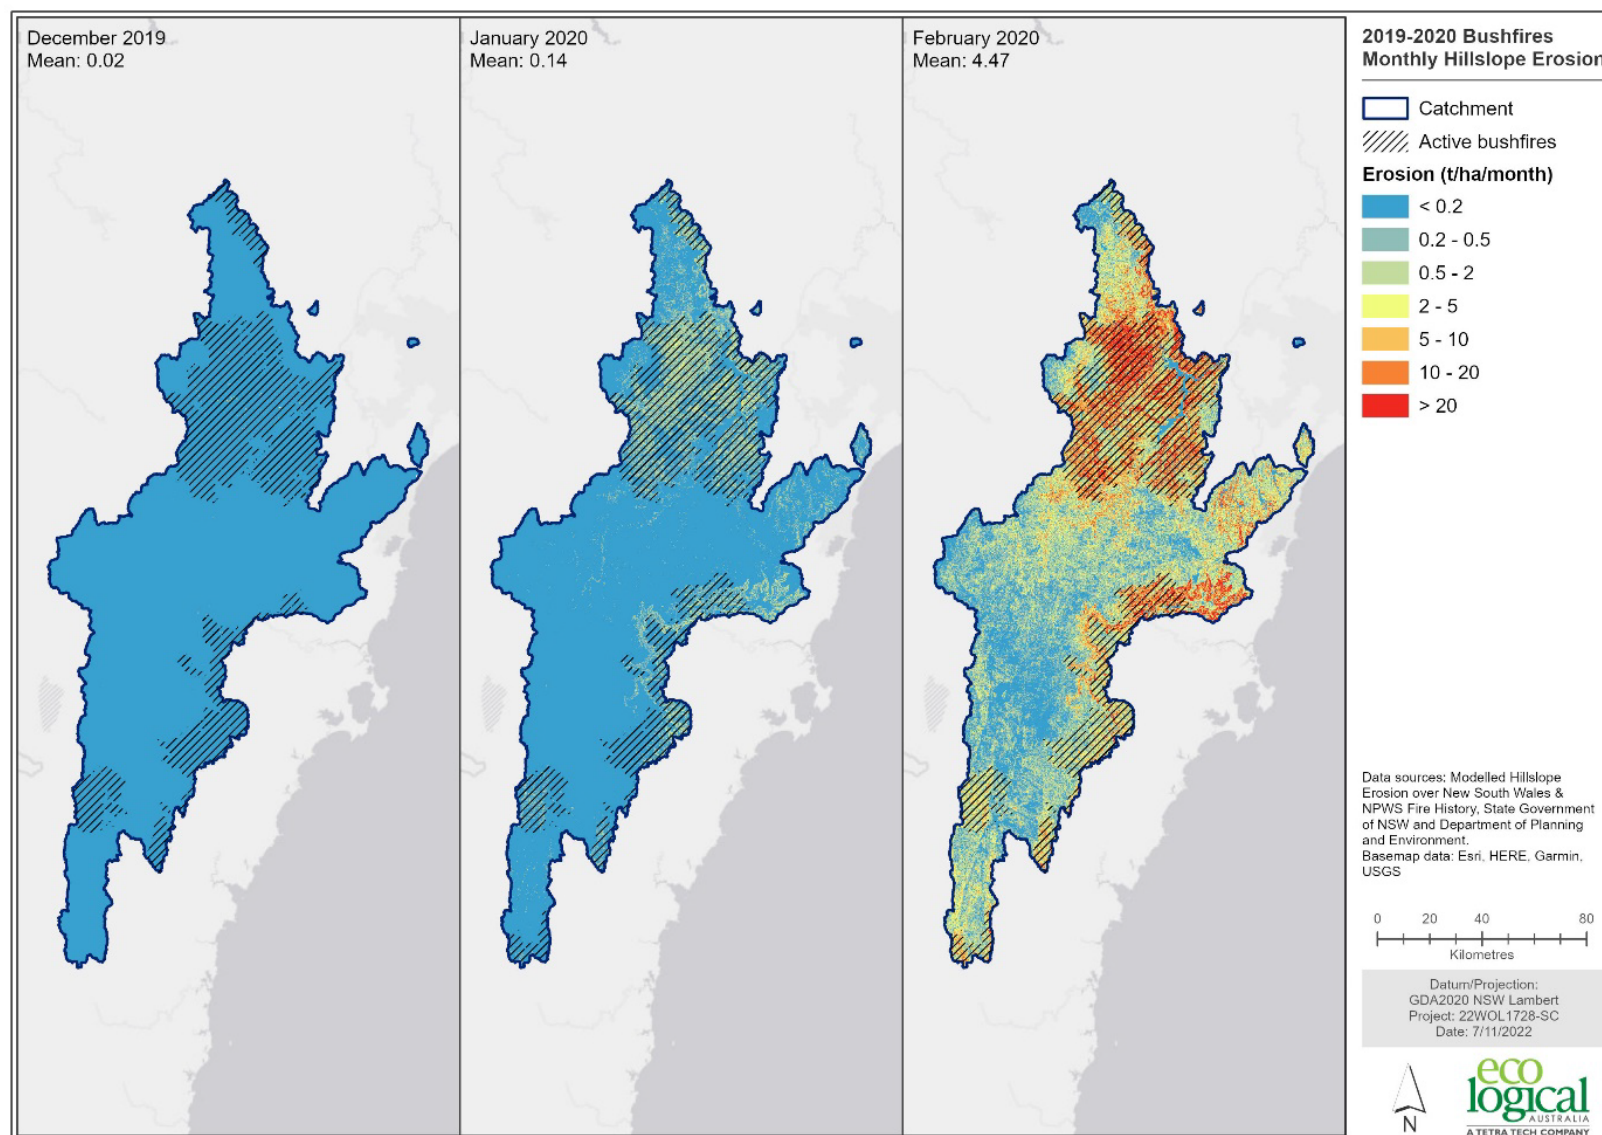 December 2019
Mean: 0.02
January 2020
Mean: 0.14
February 2020
Mean: 4.47
2019-2020 Bushfires
Monthly Hillslope Erosion
Catchment
Active bushfires
Erosion (t/ha/month)
< 0.2
0.2 - 0.5
0.5 - 2
2 - 5
5 - 10
10 - 20
> 20
Data sources: Modelled Hillslope
Erosion over New South Wales &
NPWS Fire History, State Government
of NSW and Department of Planning
and Environment.
Basemap data: Esri, HERE, Garmin,
USGS
0 20 40 80
Kilometres
Datum/Projection:
GDA2020 NSW Lambert
Project: 22WOL1728-SC
Date: 7/11/2022
N
eco
logical
AUSTRALIA
A TETRA TECH COMPANY